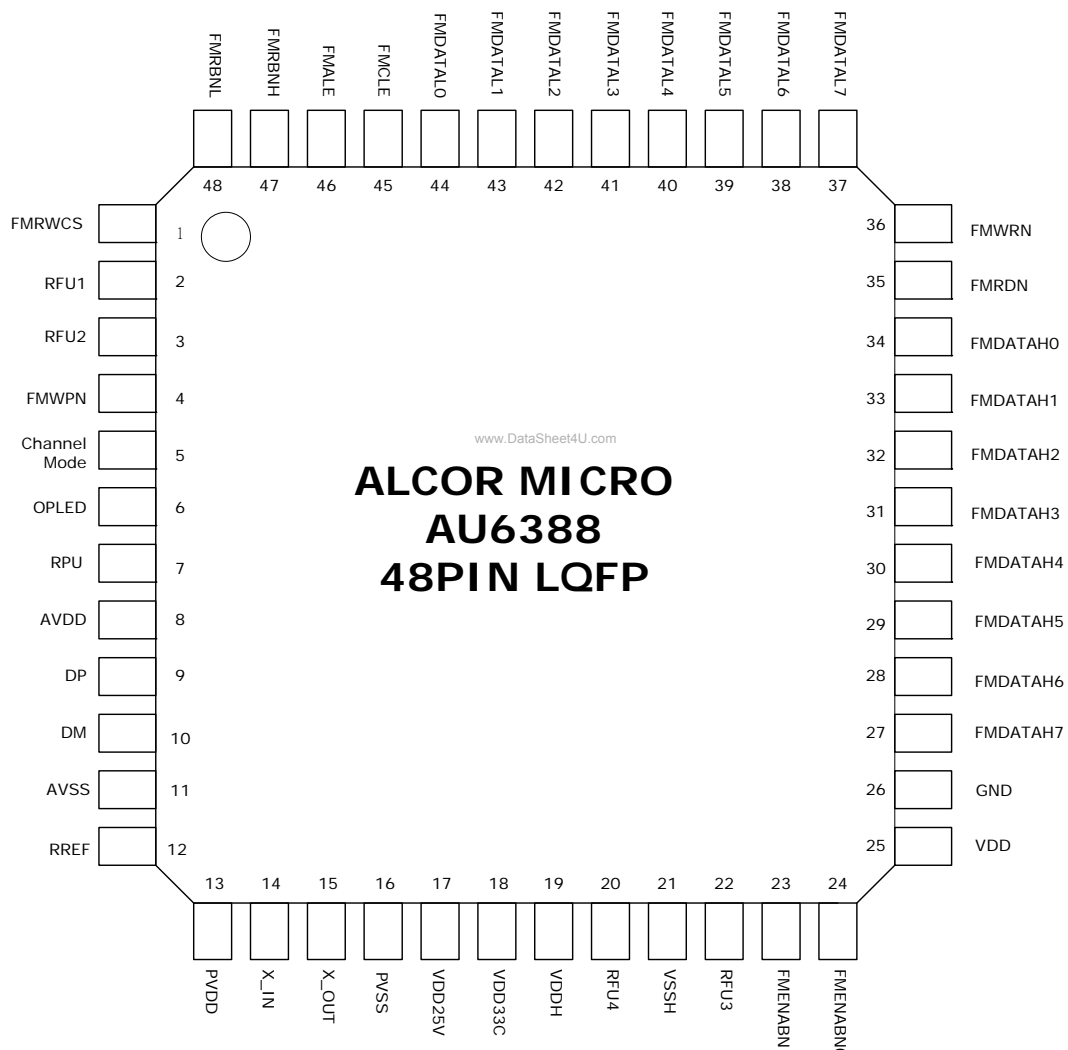 FMRBNL
FMRBNH
FMALE
FMCLE
FMDATAL0
FMDATAL1
FMDATAL2
FMDATAL3
FMDATAL4
FMDATAL5
FMDATAL6
FMDATAL7
48
47
46
45
44
43
42
41
40
39
38
37
FMRWCS
1
RFU1
2
RFU2
3
FMWPN
4
Channel
Mode
5
OPLED
6
RPU
7
AVDD
8
DP
9
DM
10
AVSS
11
RREF
12
www.DataSheet4U.com
ALCOR MICRO
AU6388
48PIN LQFP
36
FMWRN
35
FMRDN
34
FMDATAH0
33
FMDATAH1
32
FMDATAH2
31
FMDATAH3
30
FMDATAH4
29
FMDATAH5
28
FMDATAH6
27
FMDATAH7
26
GND
25
VDD
13
14
15
16
17
18
19
20
21
22
23
24
PVDD
X_IN
X_OUT
PVSS
VDD25V
VDD33C
VDDH
RFU4
VSSH
RFU3
FMENABN